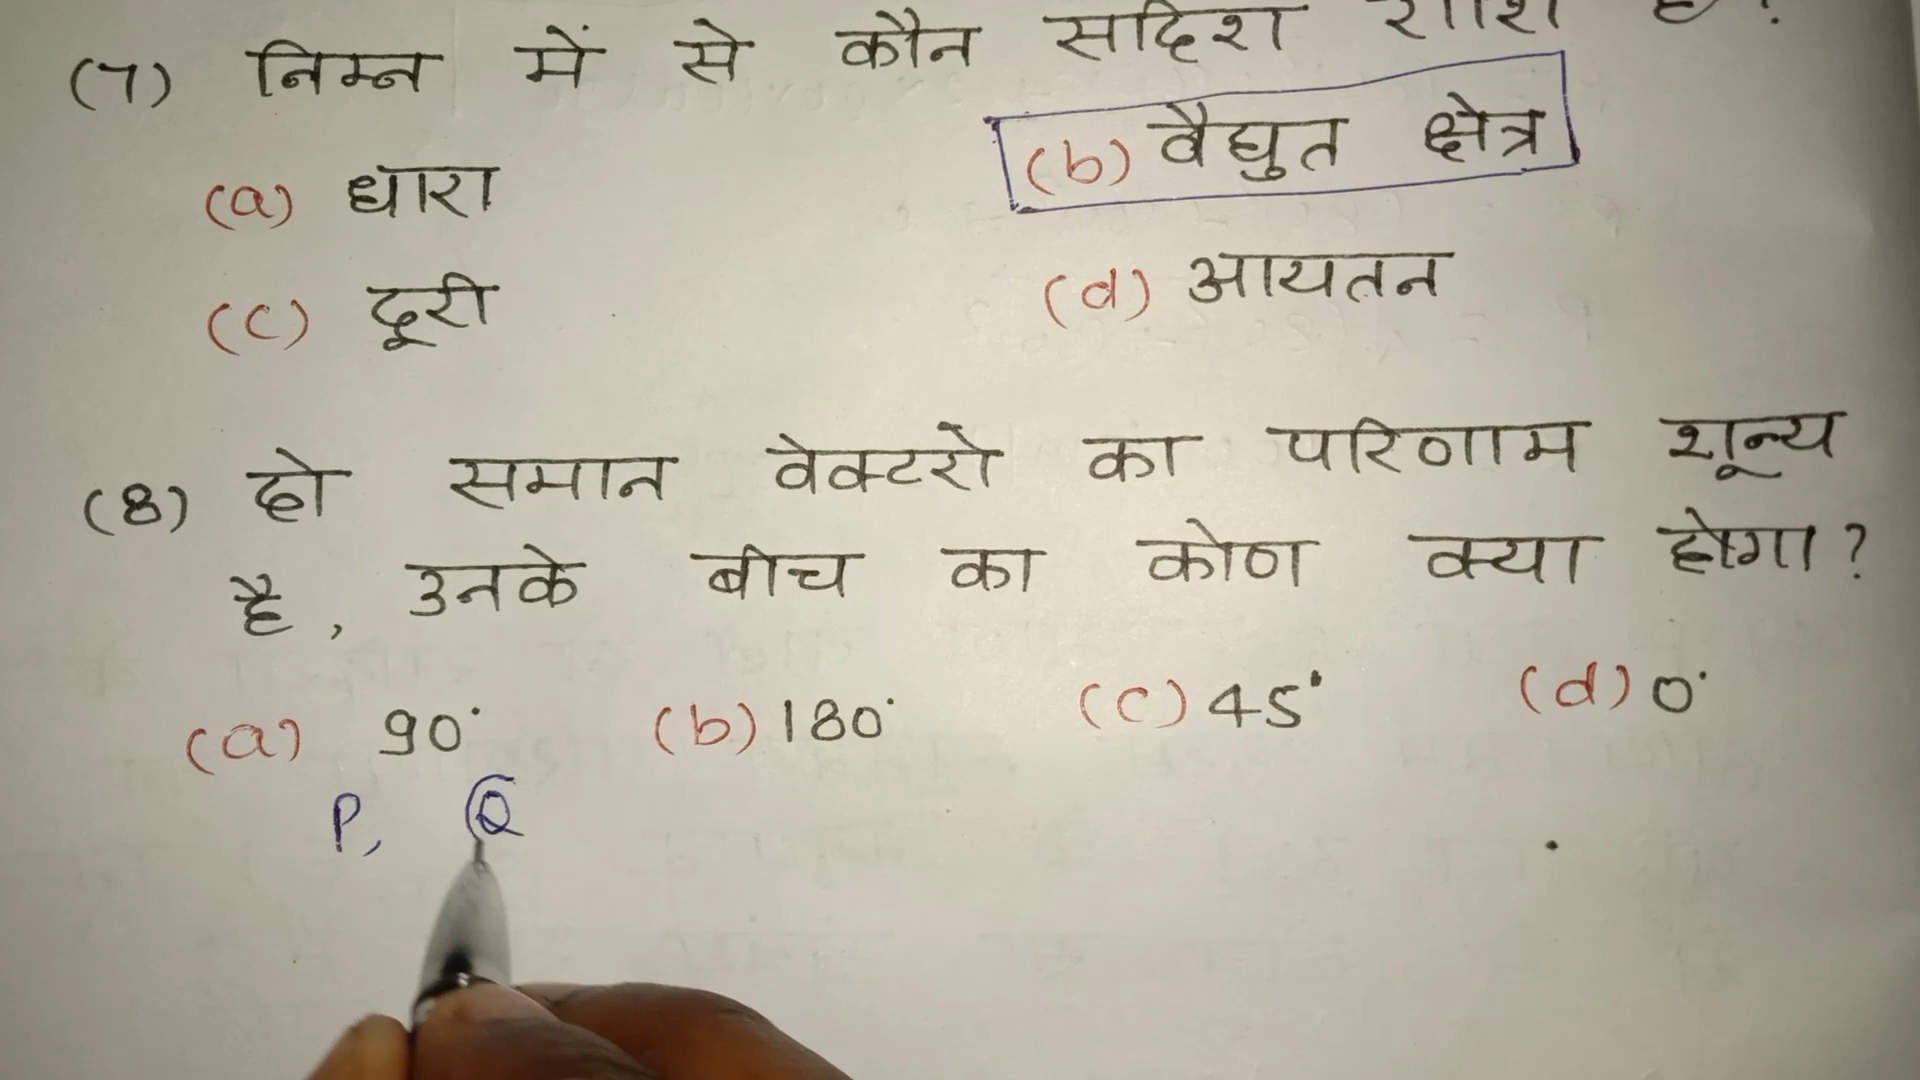 (7) निम्न में से कौन सदिश राशि है ?
(a) धारा (b) वैद्युत क्षेत्र
(c) दूरी (d) आयतन
(8) दो समान वेक्टरो का परिणाम शून्य
है, उनके बीच का कोण क्या होगा?
(a) 90° (b) 180° (c) 45° (d) 0°
P, Q